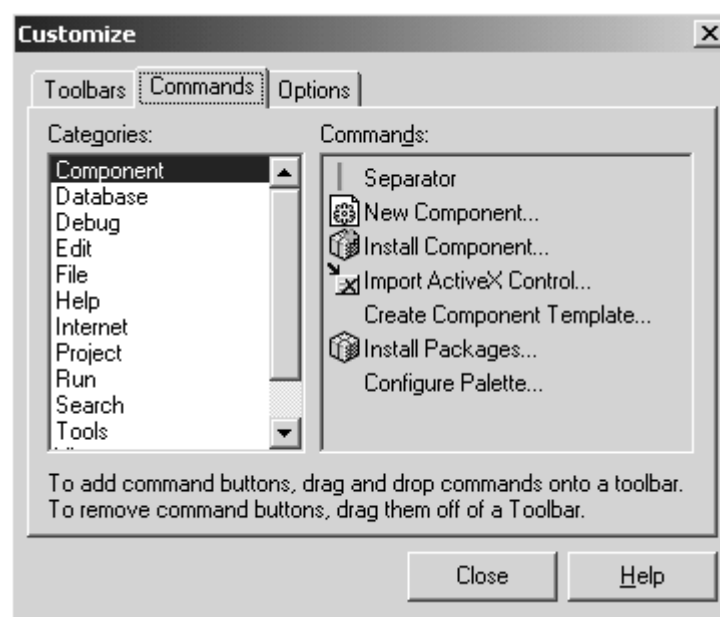 Customize
Toolbars Commands Options
Categories:
Component
Database
Debug
Edit
File
Help
Internet
Project
Run
Search
Tools
Commands:
Separator
New Component...
Install Component...
Import ActiveX Control...
Create Component Template...
Install Packages...
Configure Palette...
To add command buttons, drag and drop commands onto a toolbar.
To remove command buttons, drag them off of a Toolbar.
Close Help